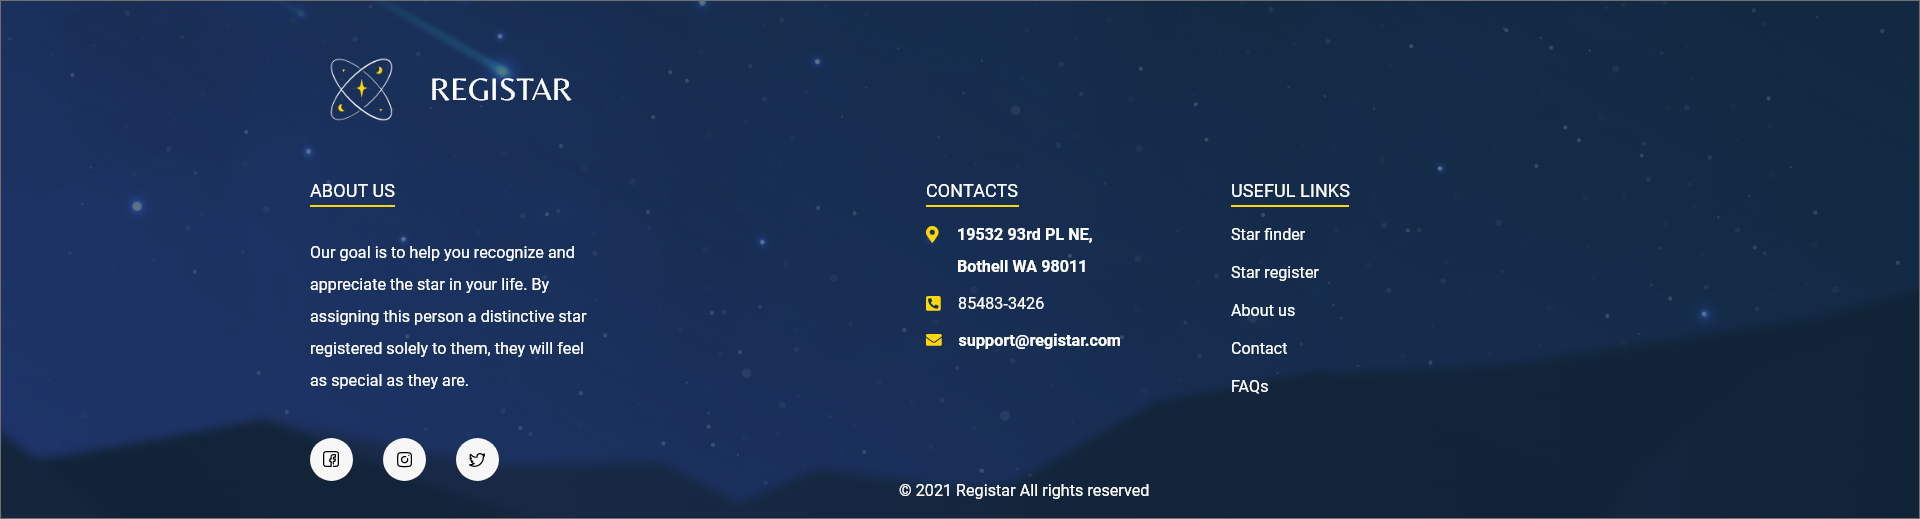 REGISTAR
ABOUT US
Our goal is to help you recognize and
appreciate the star in your life. By
assigning this person a distinctive star
registered solely to them, they will feel
as special as they are.
CONTACTS
19532 93rd PL NE,
Bothell WA 98011
85483-3426
support@registar.com
USEFUL LINKS
Star finder
Star register
About us
Contact
FAQs
© 2021 Registar All rights reserved